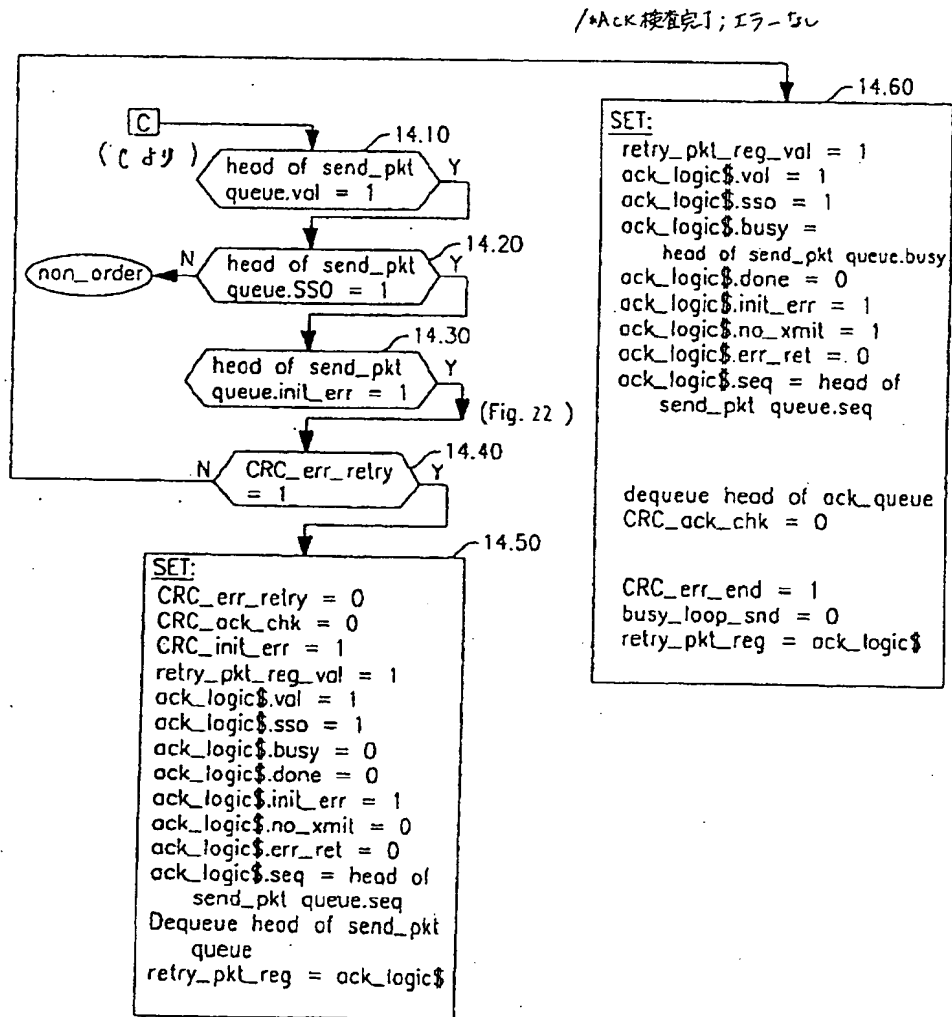 /*Ack 検査完了; エラーなし
C
(Cより)
14.10
head of send_pkt
queue.val = 1
Y
14.20
N
head of send_pkt
queue.SSO = 1
Y
non_order
14.30
head of send_pkt
queue.init_err = 1
Y
(Fig. 22 )
14.40
N
CRC_err_retry
= 1
Y
14.50
SET:
CRC_err_retry = 0
CRC_ack_chk = 0
CRC_init_err = 1
retry_pkt_reg_val = 1
ack_logic$.val = 1
ack_logic$.sso = 1
ack_logic$.busy = 0
ack_logic$.done = 0
ack_logic$.init_err = 1
ack_logic$.no_xmit = 0
ack_logic$.err_ret = 0
ack_logic$.seq = head of
send_pkt queue.seq
Dequeue head of send_pkt
queue
retry_pkt_reg = ack_logic$
14.60
SET:
retry_pkt_reg_val = 1
ack_logic$.val = 1
ack_logic$.sso = 1
ack_logic$.busy =
head of send_pkt queue.busy
ack_logic$.done = 0
ack_logic$.init_err = 1
ack_logic$.no_xmit = 1
ack_logic$.err_ret = 0
ack_logic$.seq = head of
send_pkt queue.seq
dequeue head of ack_queue
CRC_ack_chk = 0
CRC_err_end = 1
busy_loop_snd = 0
retry_pkt_reg = ack_logic$